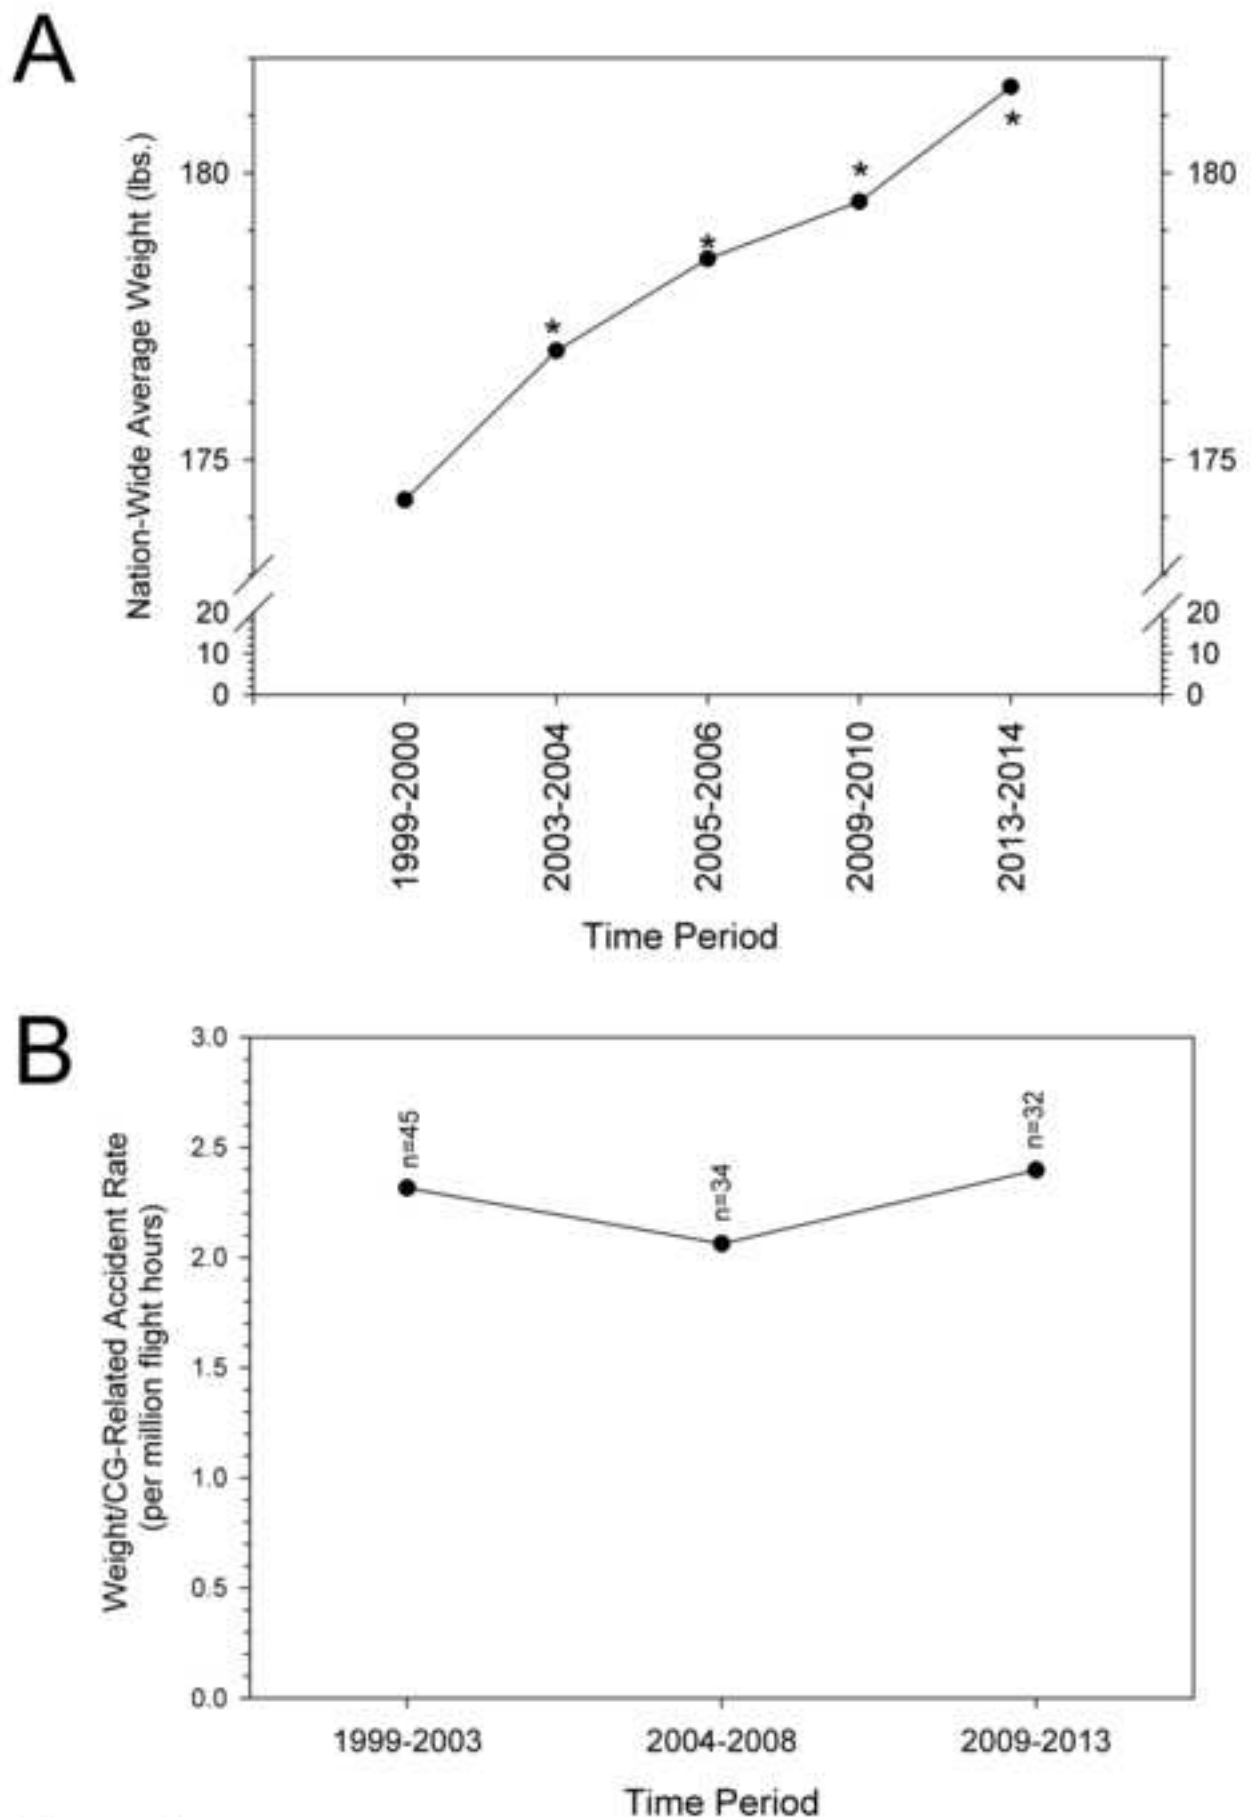 A
Nation-Wide Average Weight (lbs.)
180
175
20
10
0
180
175
20
10
0
*
*
*
*
1999-2000
2003-2004
2005-2006
2009-2010
2013-2014
Time Period
B
Weight/CG-Related Accident Rate
(per million flight hours)
3.0
2.5
2.0
1.5
1.0
0.5
0.0
n=45
n=34
n=32
1999-2003
2004-2008
2009-2013
Time Period